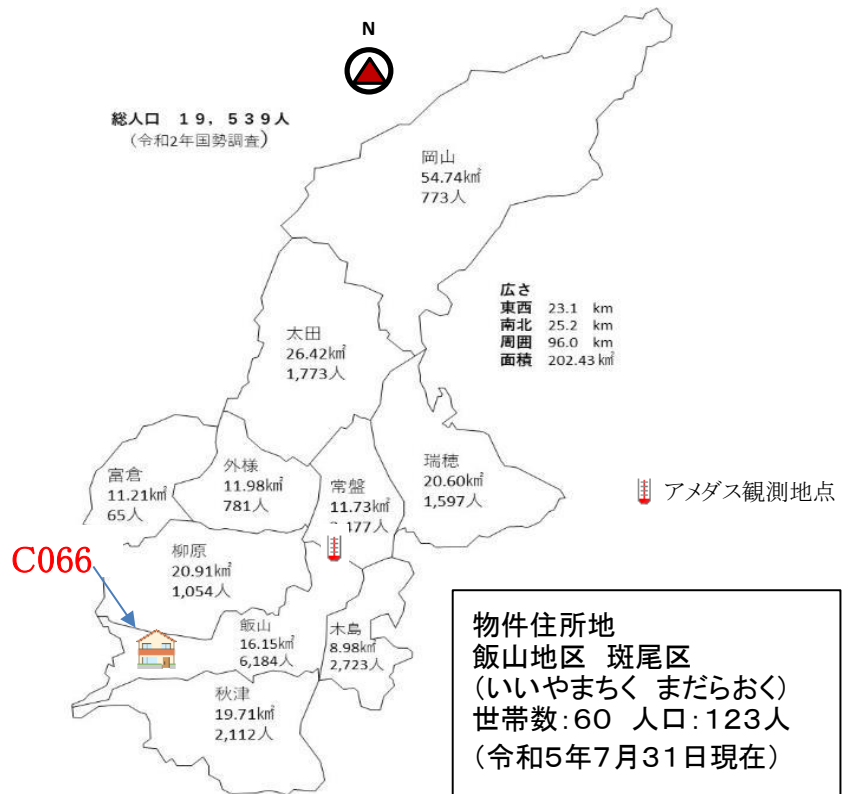 N
総人口 １９，５３９人
(令和2年国勢調査)
岡山
54.74㎢
773人
広さ
東西 23.1 km
南北 25.2 km
周囲 96.0 km
面積 202.43㎢
太田
26.42㎢
1,773人
富倉
11.21㎢
65人
外様
11.98㎢
781人
常盤
11.73㎢
477人
瑞穂
20.60㎢
1,597人
アメダス観測地点
C066
柳原
20.91㎢
1,054人
飯山
16.15㎢
6,184人
木島
8.98㎢
2,723人
秋津
19.71㎢
2,112人
物件住所地
飯山地区 斑尾区
(いいやまちく まだらおく)
世帯数:60 人口:123人
(令和5年7月31日現在)